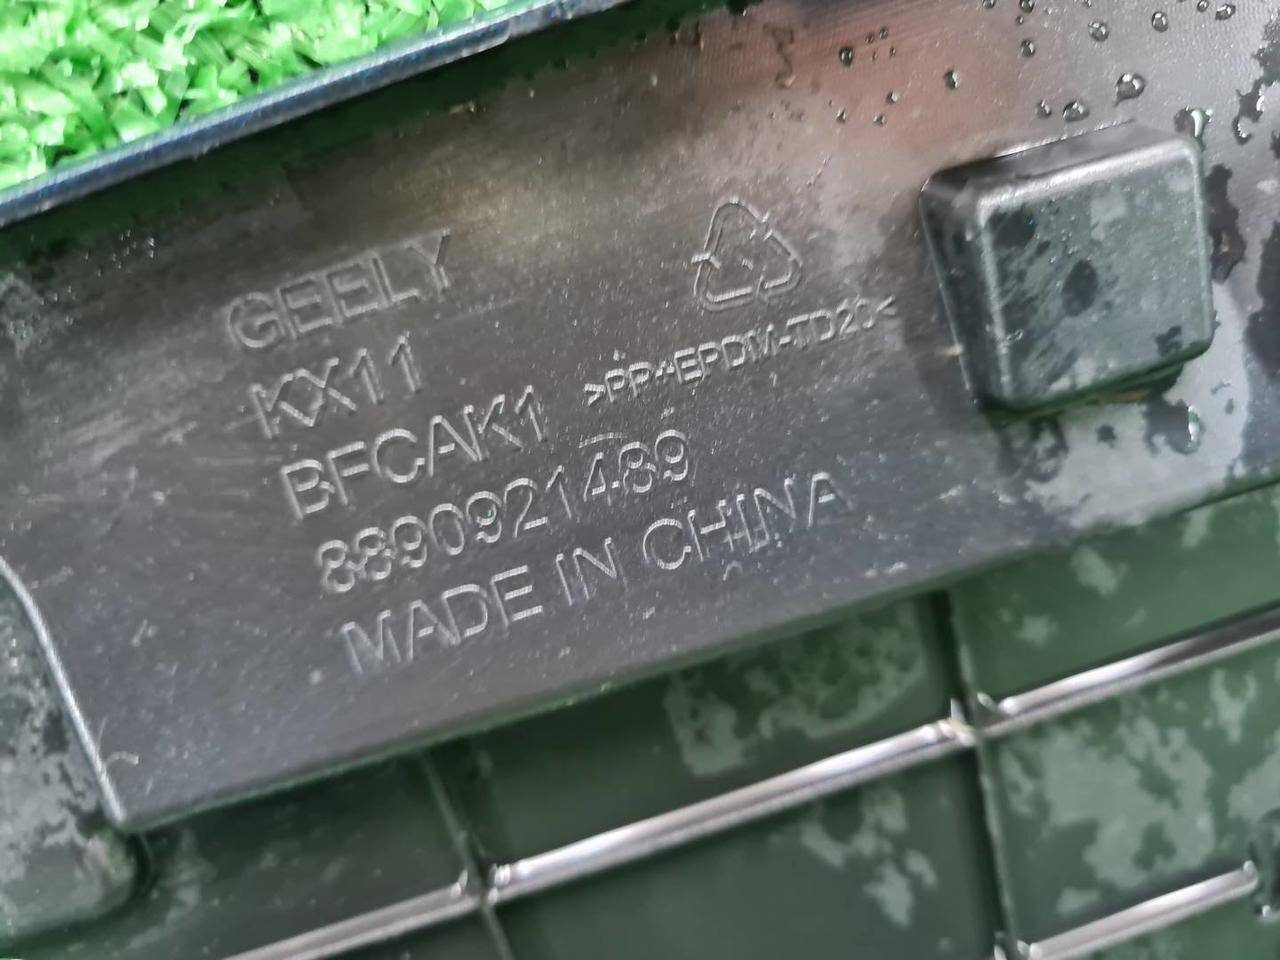 GEELY
KX11
BFCAK1
>PP+EPDM-TD20<
8890921489
MADE IN CHINA